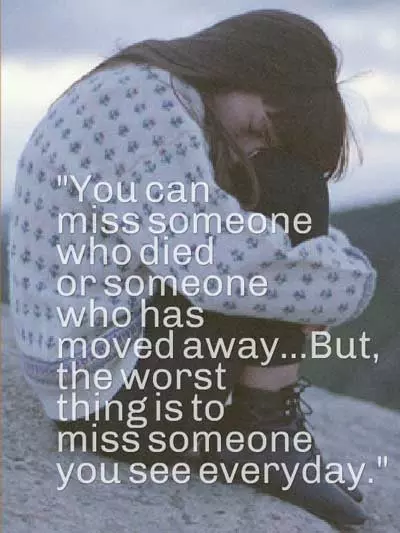 "You can
miss someone
who died
or someone
who has
moved away...But,
the worst
thing is to
miss someone
you see everyday."